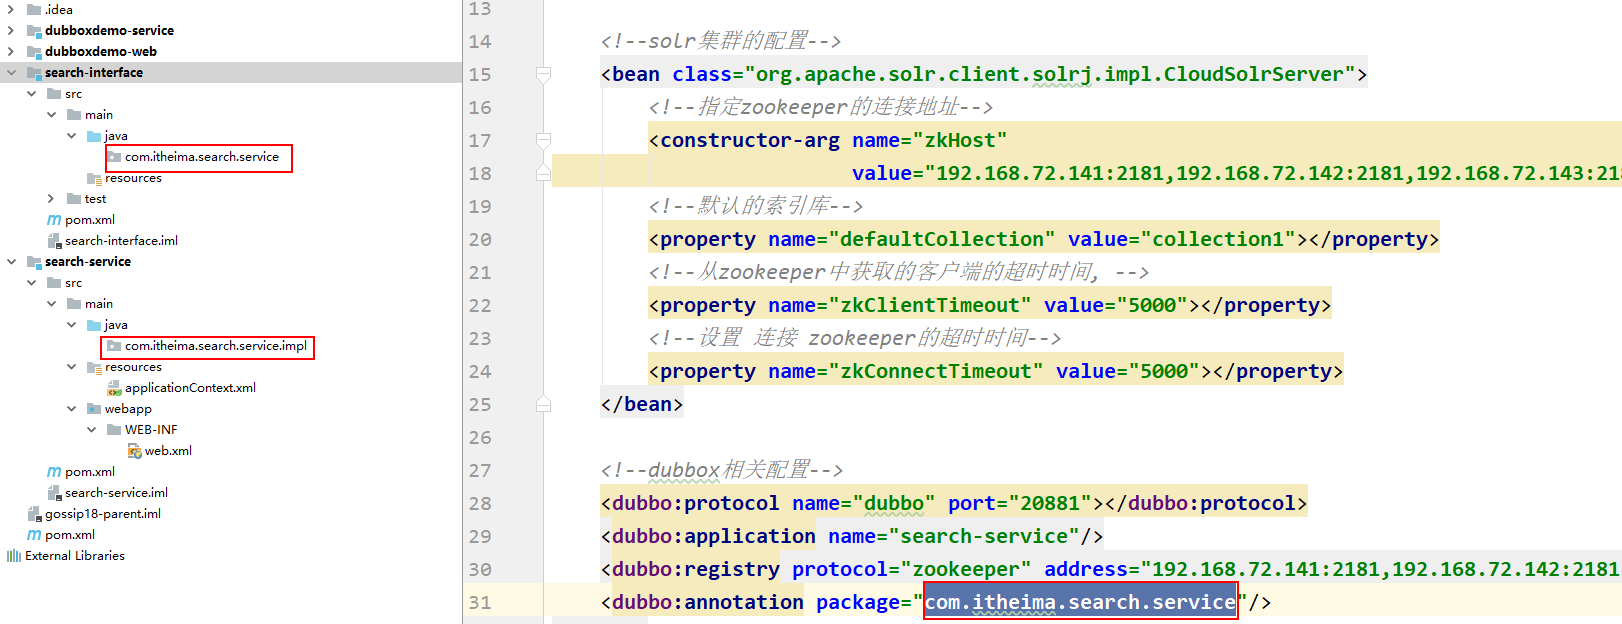 .idea
dubboxdemo-service
dubboxdemo-web
search-interface
src
main
java
com.itheima.search.service
resources
test
pom.xml
search-interface.iml
search-service
src
main
java
com.itheima.search.service.impl
resources
applicationContext.xml
webapp
WEB-INF
web.xml
pom.xml
search-service.iml
gossip18-parent.iml
pom.xml
External Libraries
13
14 <!--solr集群的配置-->
15 <bean class="org.apache.solr.client.solrj.impl.CloudSolrServer">
16 <!--指定zookeeper的连接地址-->
17 <constructor-arg name="zkHost"
18 value="192.168.72.141:2181,192.168.72.142:2181,192.168.72.143:218
19 <!--默认的索引库-->
20 <property name="defaultCollection" value="collection1"></property>
21 <!--从zookeeper中获取的客户端的超时时间, -->
22 <property name="zkClientTimeout" value="5000"></property>
23 <!--设置 连接 zookeeper的超时时间-->
24 <property name="zkConnectTimeout" value="5000"></property>
25 </bean>
26
27 <!--dubbox相关配置-->
28 <dubbo:protocol name="dubbo" port="20881"></dubbo:protocol>
29 <dubbo:application name="search-service"/>
30 <dubbo:registry protocol="zookeeper" address="192.168.72.141:2181,192.168.72.142:2181
31 <dubbo:annotation package="com.itheima.search.service"/>